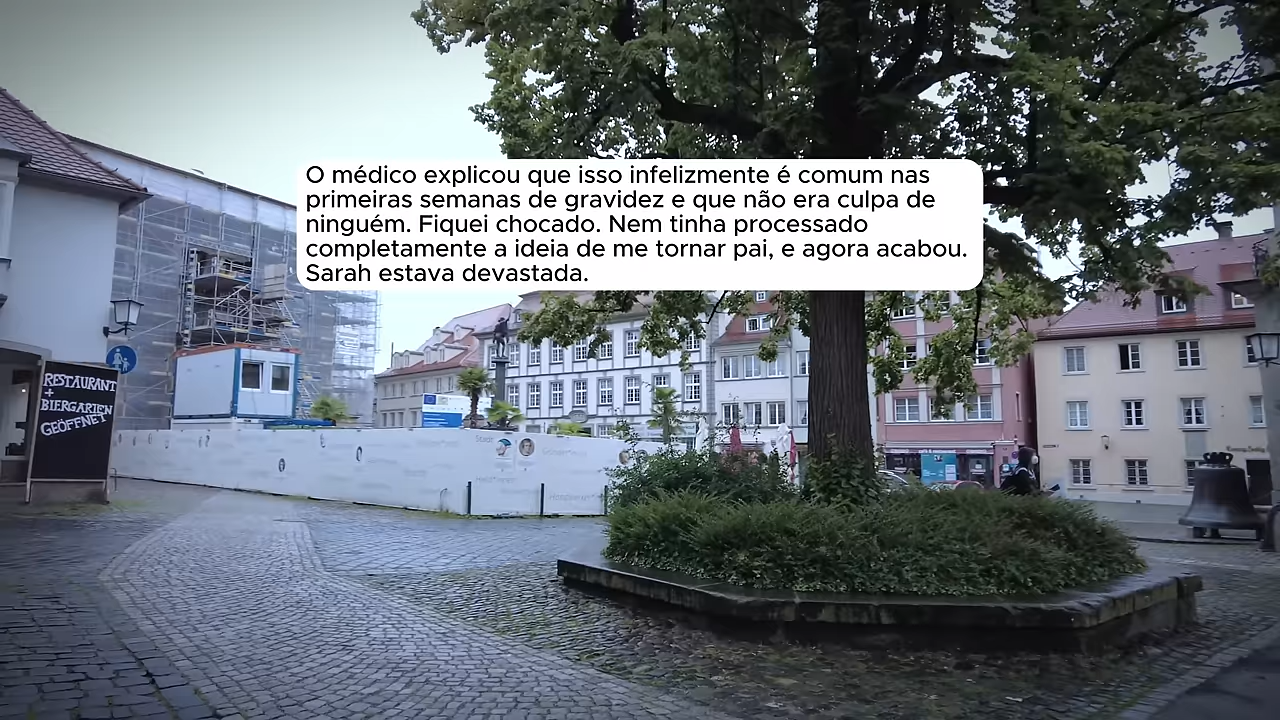 O médico explicou que isso infelizmente é comum nas
primeiras semanas de gravidez e que não era culpa de
ninguém. Fiquei chocado. Nem tinha processado
completamente a ideia de me tornar pai, e agora acabou.
Sarah estava devastada.
RESTAURANT
+
BIERGARTEN
GEÖFFNET